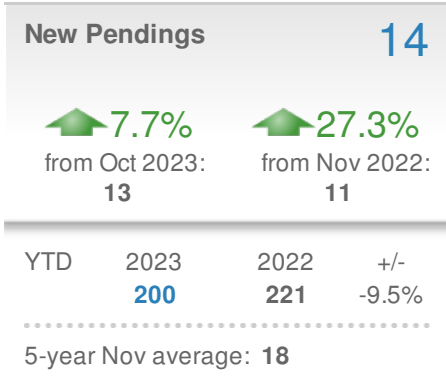 New Pendings 14
7.7% 27.3%
from Oct 2023: from Nov 2022:
13 11
YTD 2023 2022 +/-
200 221 -9.5%
5-year Nov average: 18